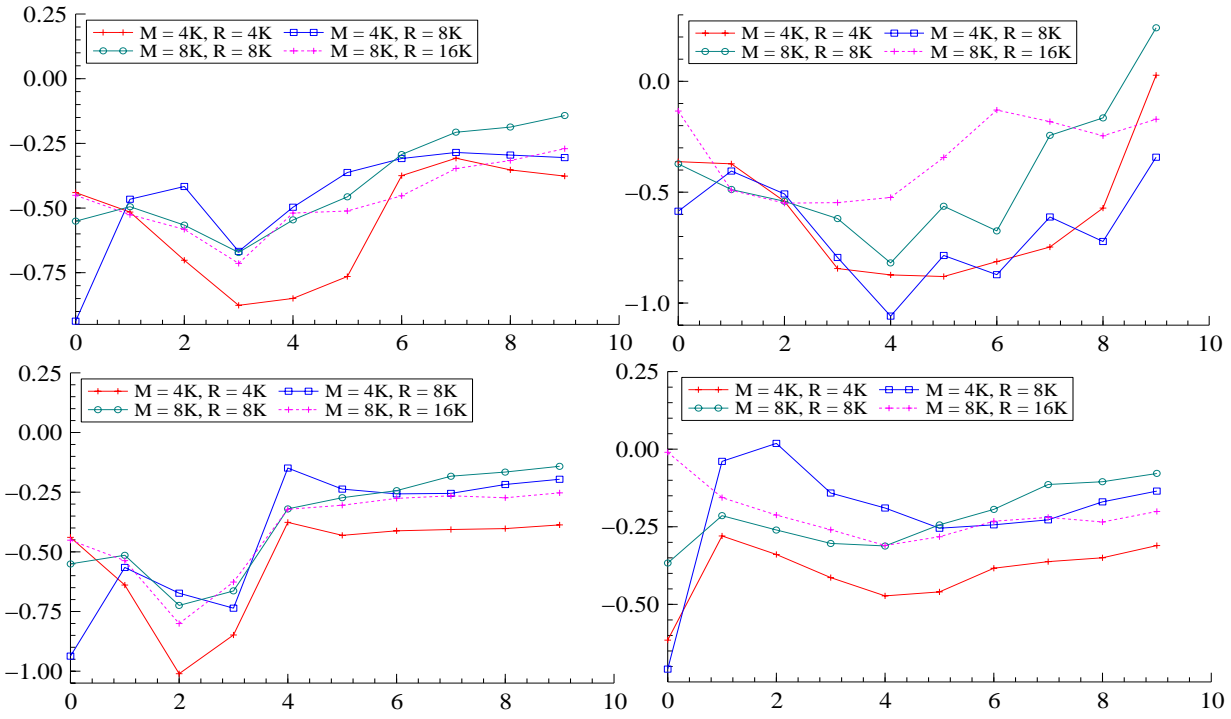 0.25
M = 4K, R = 4K
M = 4K, R = 8K
M = 8K, R = 8K
M = 8K, R = 16K
0.00
−0.25
−0.50
−0.75
0 2 4 6 8 10
M = 4K, R = 4K
M = 4K, R = 8K
M = 8K, R = 8K
M = 8K, R = 16K
0.0
−0.5
−1.0
0 2 4 6 8 10
0.25
M = 4K, R = 4K
M = 4K, R = 8K
M = 8K, R = 8K
M = 8K, R = 16K
0.00
−0.25
−0.50
−0.75
−1.00
0 2 4 6 8 10
0.25
M = 4K, R = 4K
M = 4K, R = 8K
M = 8K, R = 8K
M = 8K, R = 16K
0.00
−0.25
−0.50
0 2 4 6 8 10